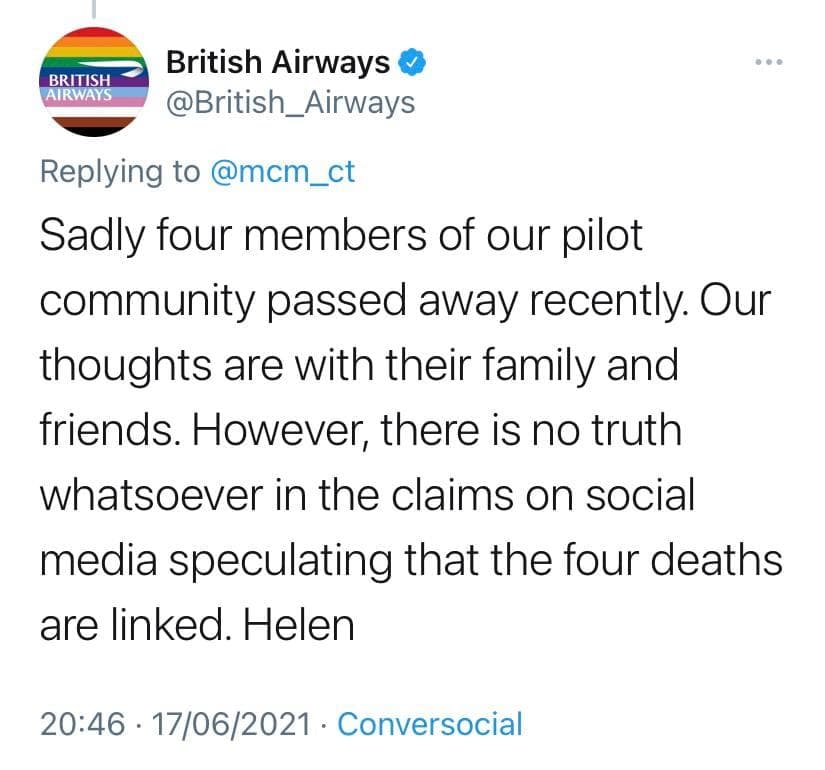 BRITISH
AIRWAYS
British Airways
@British_Airways
Replying to @mcm_ct
Sadly four members of our pilot
community passed away recently. Our
thoughts are with their family and
friends. However, there is no truth
whatsoever in the claims on social
media speculating that the four deaths
are linked. Helen
20:46 · 17/06/2021 · Conversocial